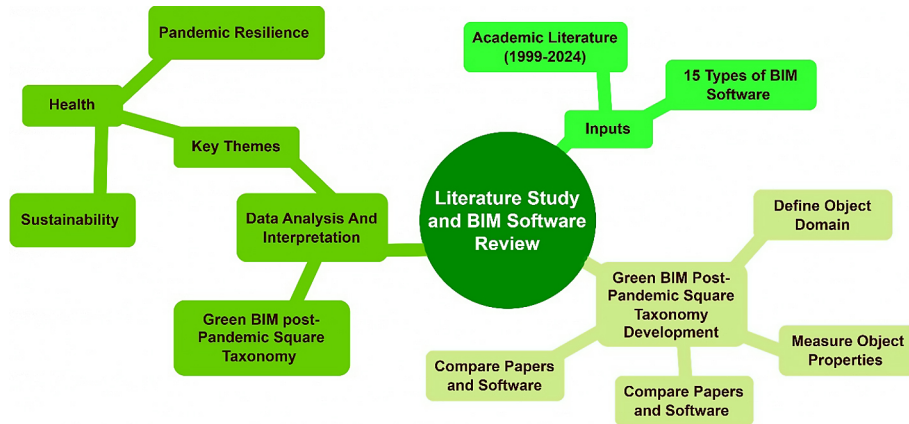 Pandemic Resilience
Health
Key Themes
Sustainability
Data Analysis And
Interpretation
Green BIM post-
Pandemic Square
Taxonomy
Literature Study
and BIM Software
Review
Academic Literature
(1999-2024)
15 Types of BIM
Software
Inputs
Define Object
Domain
Green BIM Post-
Pandemic Square
Taxonomy
Development
Measure Object
Properties
Compare Papers
and Software
Compare Papers
and Software